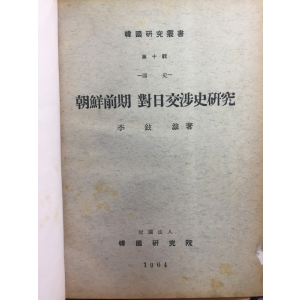 韓國研究叢書
第十輯
—國史—
朝鮮前期 對日交涉史研究
李鉉淙著
財團法人
韓國研究院
1964